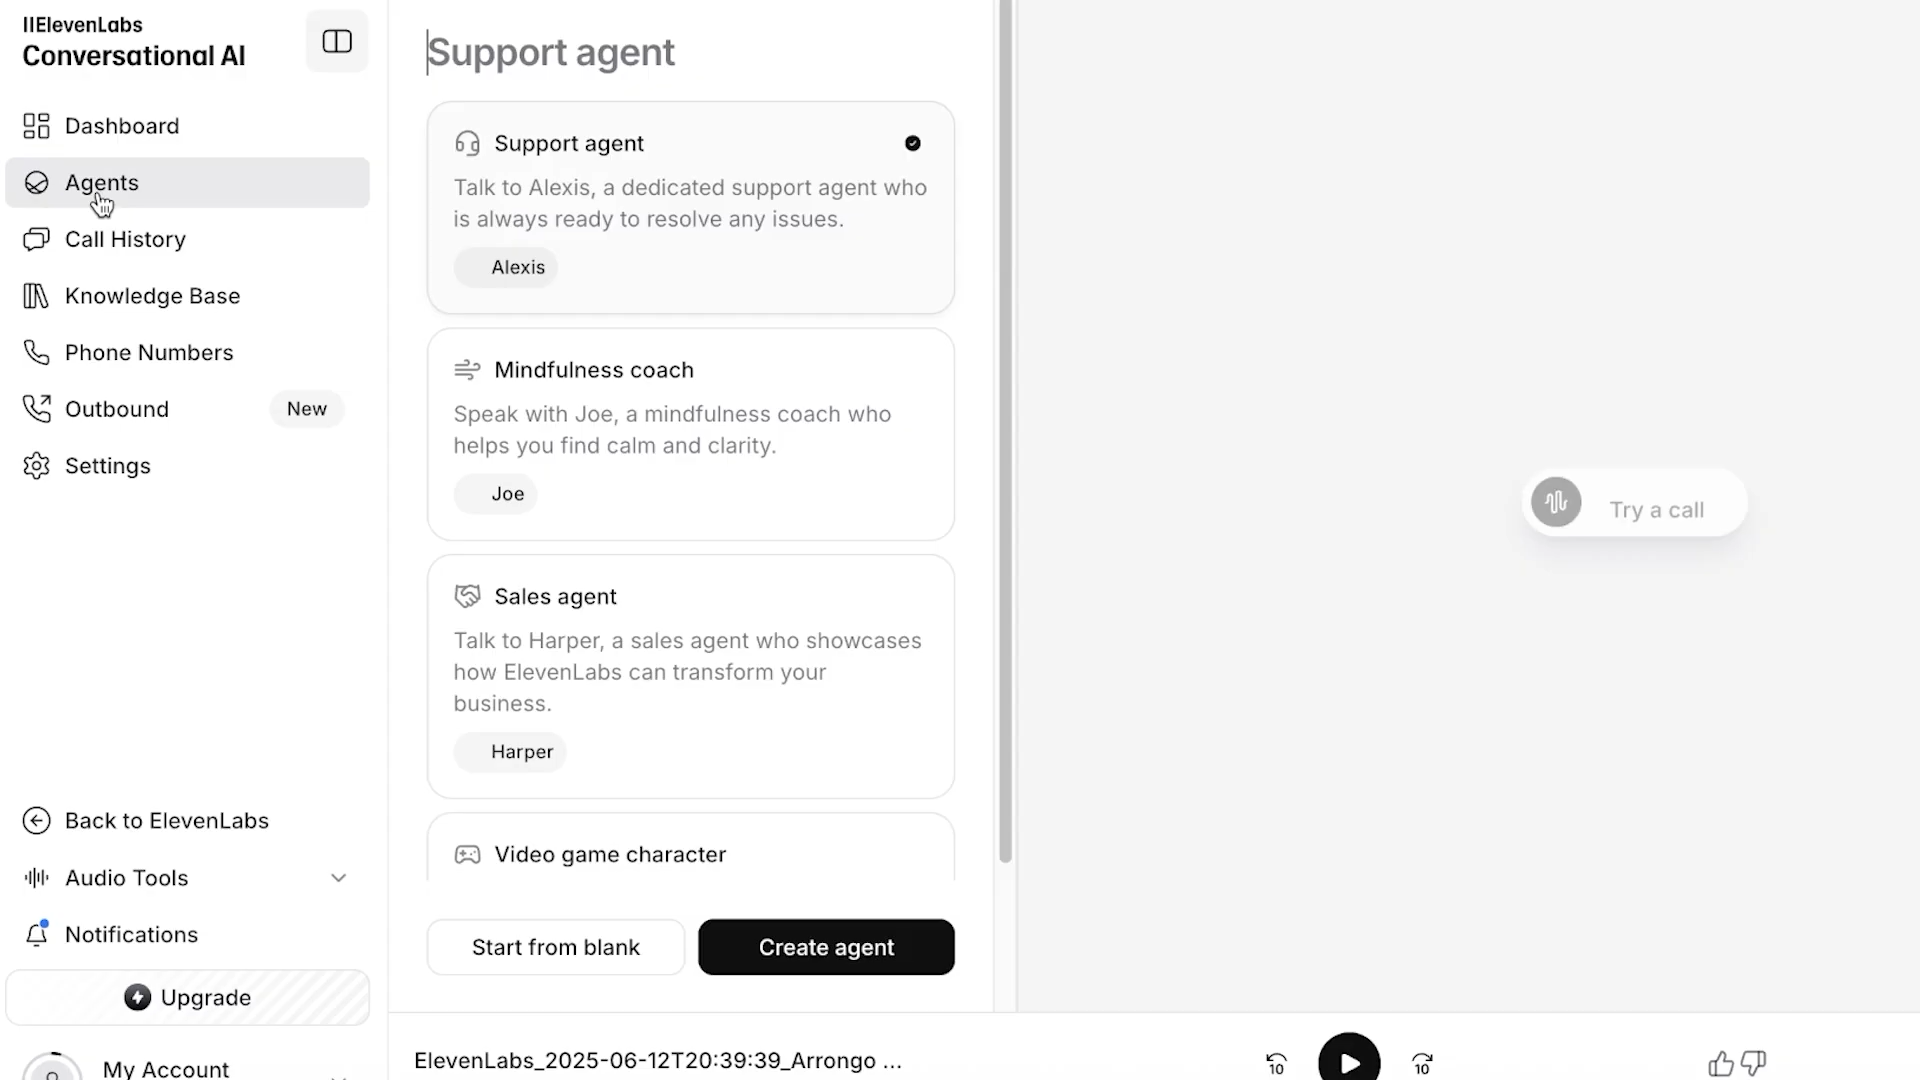 IIElevenLabs
Conversational AI
Dashboard
Agents
Call History
Knowledge Base
Phone Numbers
Outbound New
Settings
Back to ElevenLabs
Audio Tools
Notifications
Upgrade
My Account
Support agent
Support agent
Talk to Alexis, a dedicated support agent who
is always ready to resolve any issues.
Alexis
Mindfulness coach
Speak with Joe, a mindfulness coach who
helps you find calm and clarity.
Joe
Sales agent
Talk to Harper, a sales agent who showcases
how ElevenLabs can transform your
business.
Harper
Video game character
Start from blank
Create agent
Try a call
ElevenLabs_2025-06-12T20:39:39_Arrongo ...
10
10